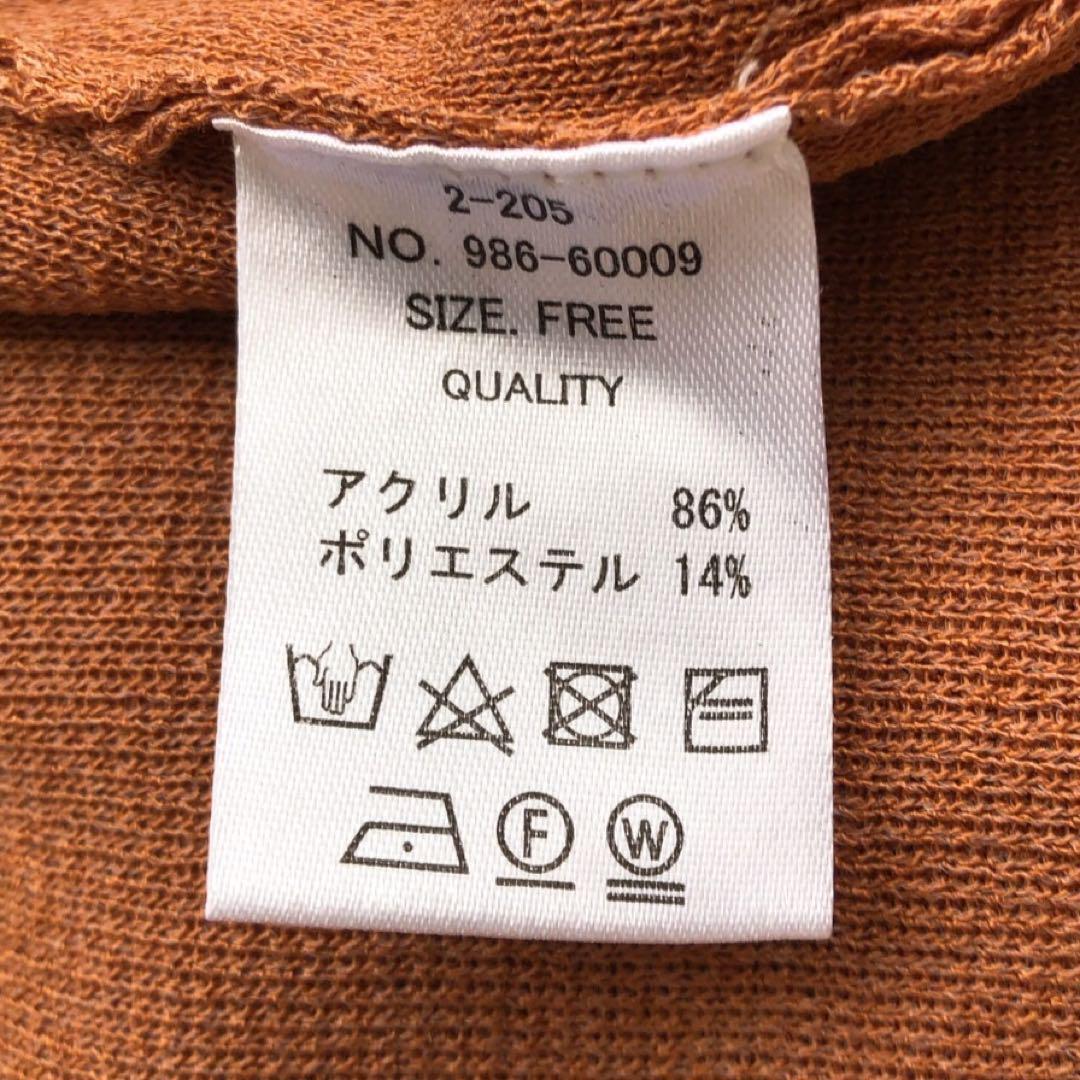 2-205
NO. 986-60009
SIZE. FREE
QUALITY
アクリル 86%
ポリエステル 14%
F W